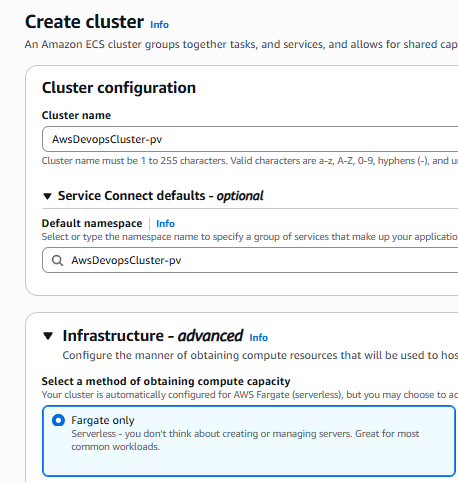 Create cluster Info
An Amazon ECS cluster groups together tasks, and services, and allows for shared cap
Cluster configuration
Cluster name
AwsDevopsCluster-pv
Cluster name must be 1 to 255 characters. Valid characters are a-z, A-Z, 0-9, hyphens (-), and
Service Connect defaults - optional
Default namespace Info
Select or type the namespace name to specify a group of services that make up your applicatio
AwsDevopsCluster-pv
Infrastructure - advanced Info
Configure the manner of obtaining compute resources that will be used to hos
Select a method of obtaining compute capacity
Your cluster is automatically configured for AWS Fargate (serverless), but you may choose to
Fargate only
Serverless - you don't think about creating or managing servers. Great for most
common workloads.